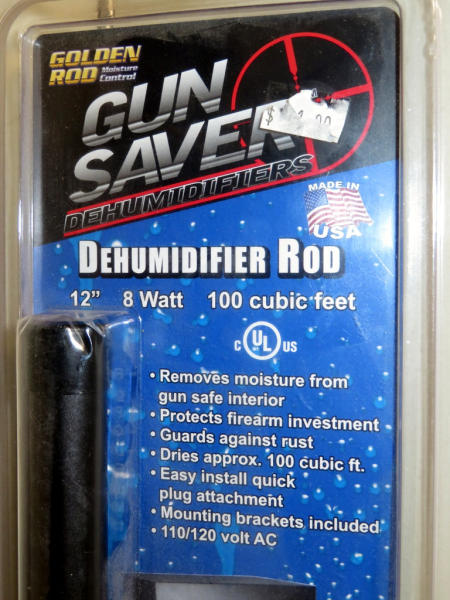 GOLDEN
ROD Moisture
Control
GUN
SAVER
DEHUMIDIFIERS
MADE IN
USA
DEHUMIDIFIER ROD
12” 8 Watt 100 cubic feet
C UL US
• Removes moisture from
gun safe interior
• Protects firearm investment
• Guards against rust
• Dries approx. 100 cubic ft.
• Easy install quick
plug attachment
• Mounting brackets included
• 110/120 volt AC